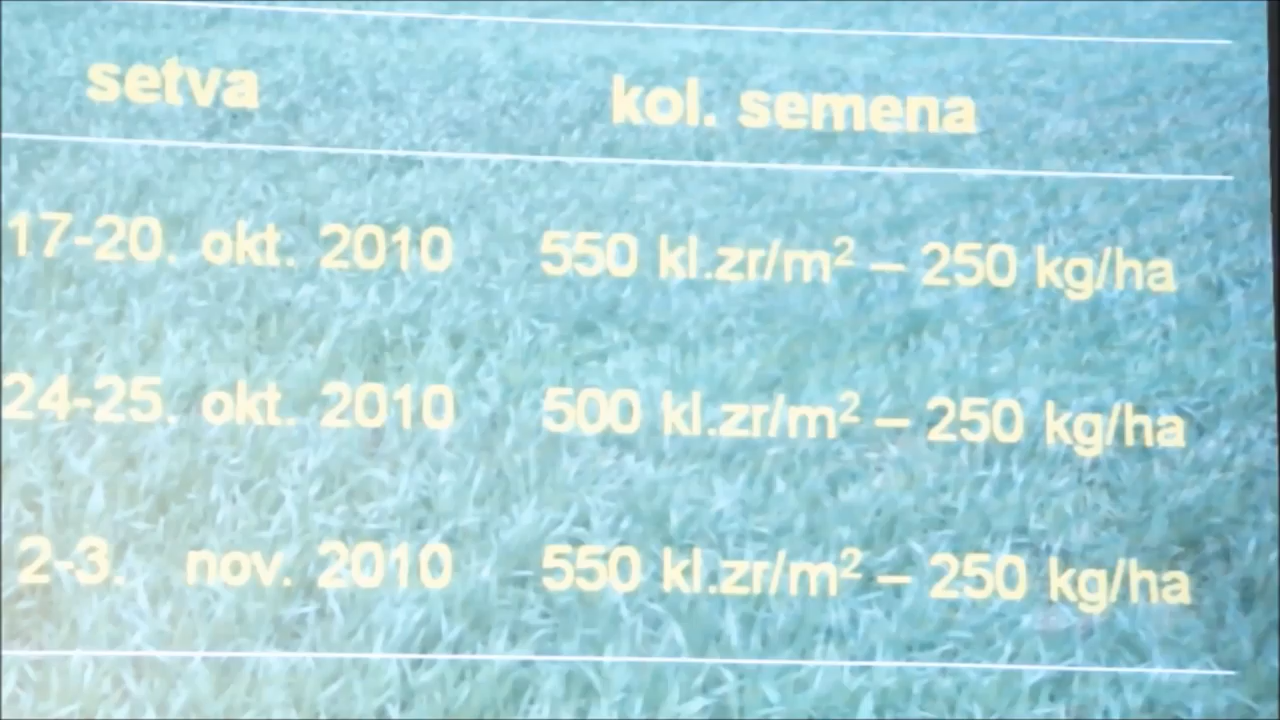 setva kol. semena
17-20. okt. 2010 550 kl.zr/m² – 250 kg/ha
24-25. okt. 2010 500 kl.zr/m² – 250 kg/ha
2-3. nov. 2010 550 kl.zr/m² – 250 kg/ha